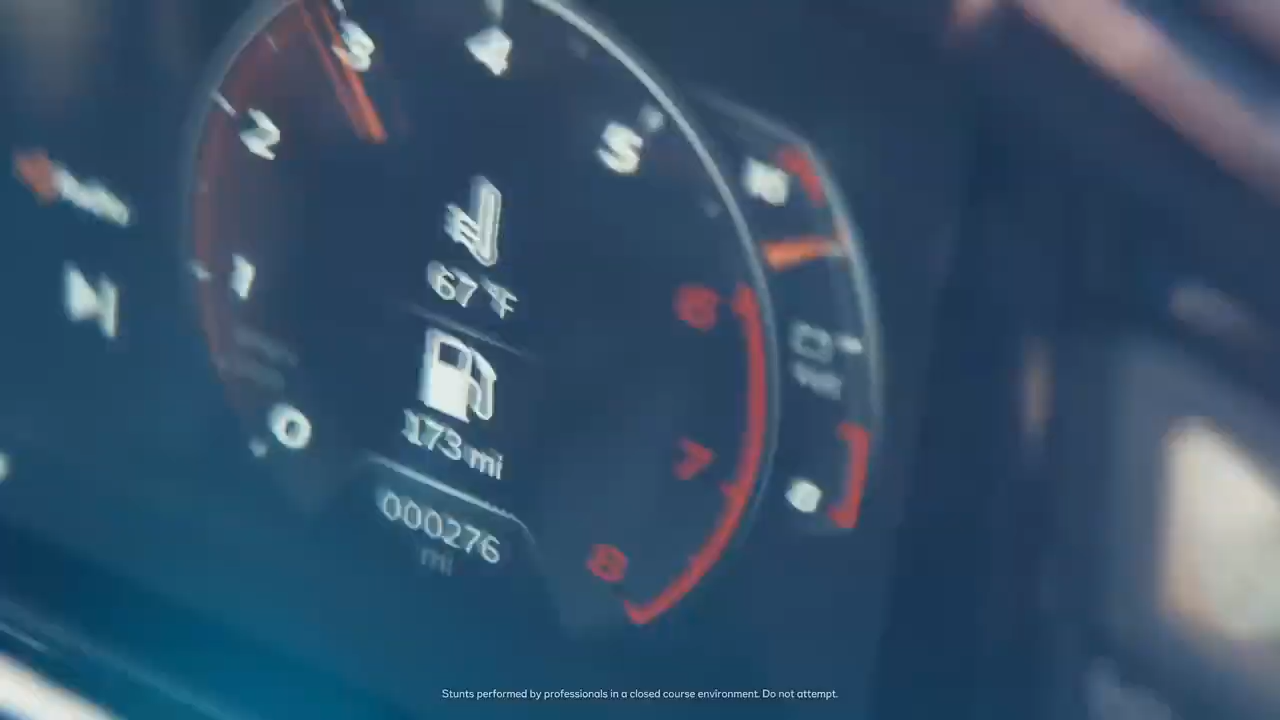 3
4
2
5
1
67 °F
6
173 mi
7
0
000276
mi
8
Stunts performed by professionals in a closed course environment. Do not attempt.